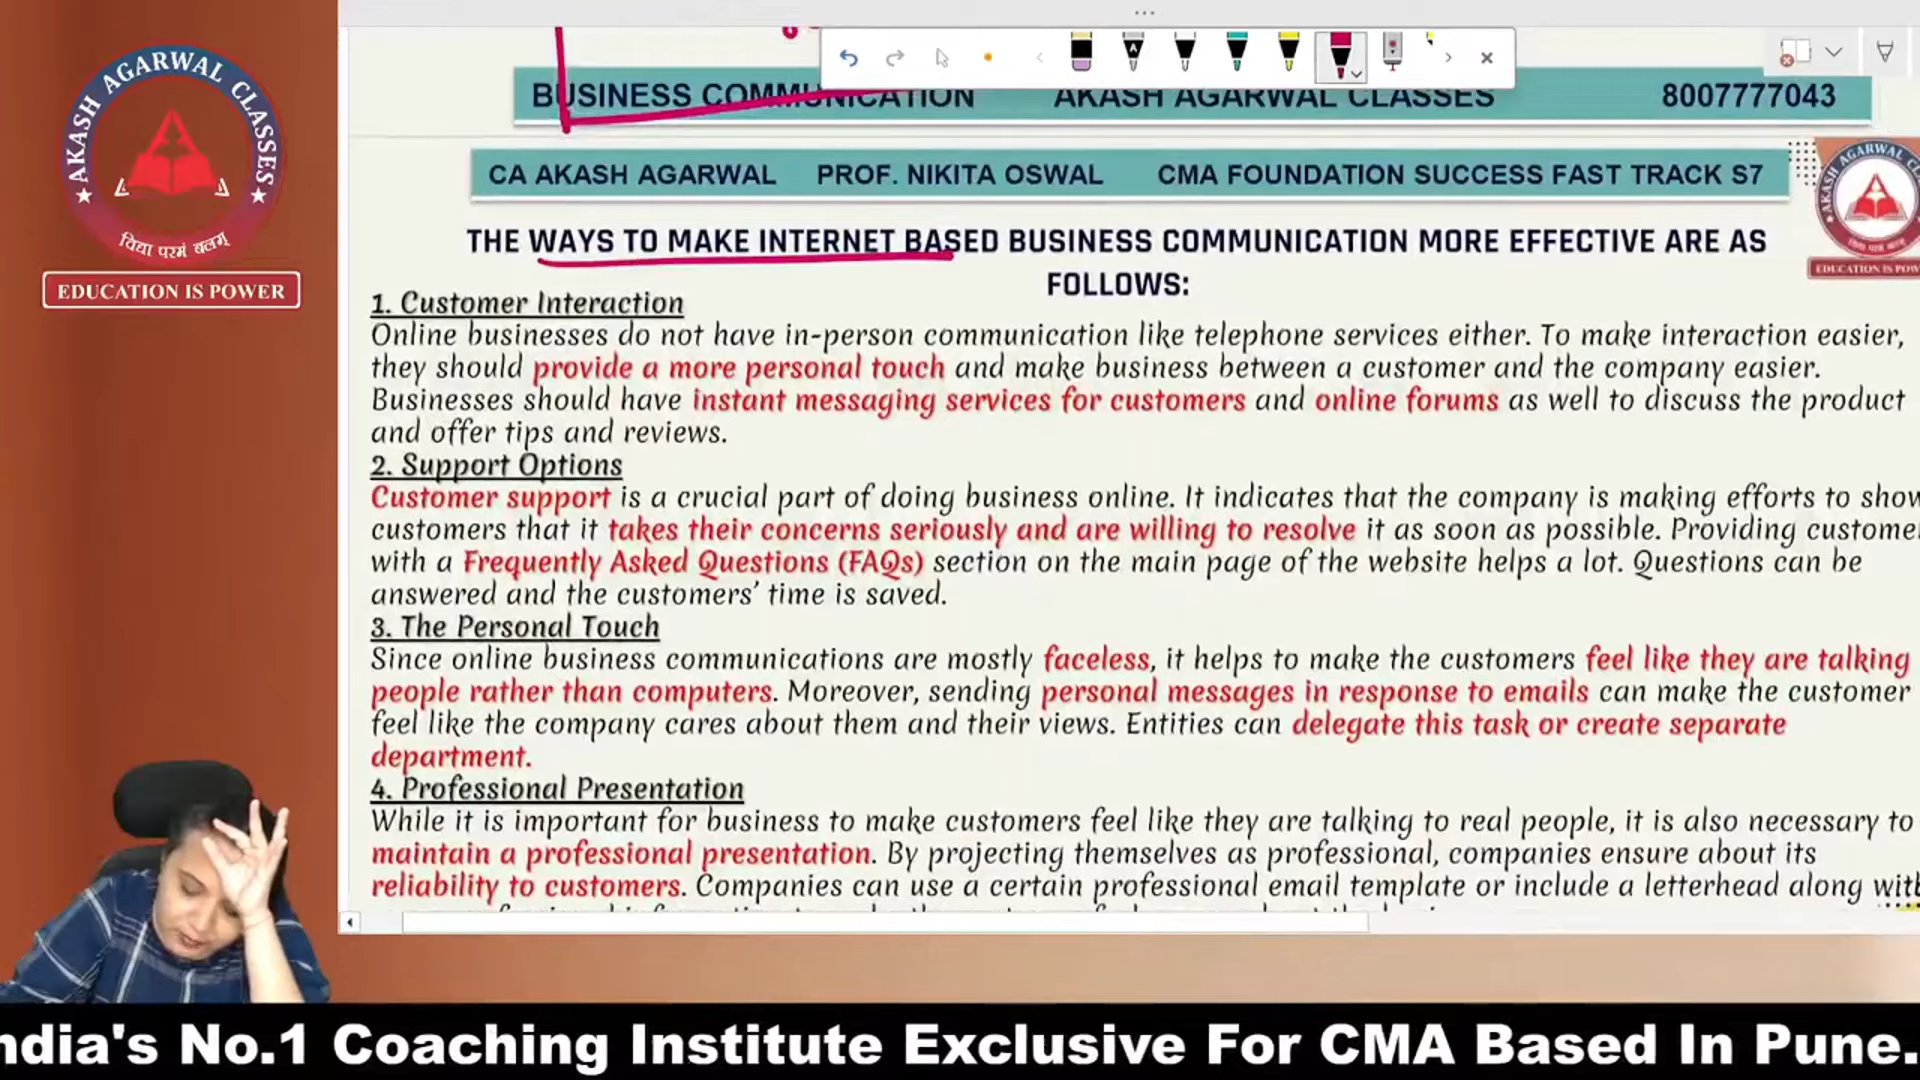 BUSINESS COMMUNICATION AKASH AGARWAL CLASSES 8007777043
CA AKASH AGARWAL PROF. NIKITA OSWAL CMA FOUNDATION SUCCESS FAST TRACK S7
AKASH AGARWAL CLASSES
विद्या परमं बलम्
EDUCATION IS POWER
THE WAYS TO MAKE INTERNET BASED BUSINESS COMMUNICATION MORE EFFECTIVE ARE AS
FOLLOWS:
1. Customer Interaction
Online businesses do not have in-person communication like telephone services either. To make interaction easier,
they should provide a more personal touch and make business between a customer and the company easier.
Businesses should have instant messaging services for customers and online forums as well to discuss the product
and offer tips and reviews.
2. Support Options
Customer support is a crucial part of doing business online. It indicates that the company is making efforts to show
customers that it takes their concerns seriously and are willing to resolve it as soon as possible. Providing custome
with a Frequently Asked Questions (FAQs) section on the main page of the website helps a lot. Questions can be
answered and the customers’ time is saved.
3. The Personal Touch
Since online business communications are mostly faceless, it helps to make the customers feel like they are talking
people rather than computers. Moreover, sending personal messages in response to emails can make the customer
feel like the company cares about them and their views. Entities can delegate this task or create separate
department.
4. Professional Presentation
While it is important for business to make customers feel like they are talking to real people, it is also necessary to
maintain a professional presentation. By projecting themselves as professional, companies ensure about its
reliability to customers. Companies can use a certain professional email template or include a letterhead along with
ndia's No.1 Coaching Institute Exclusive For CMA Based In Pune.